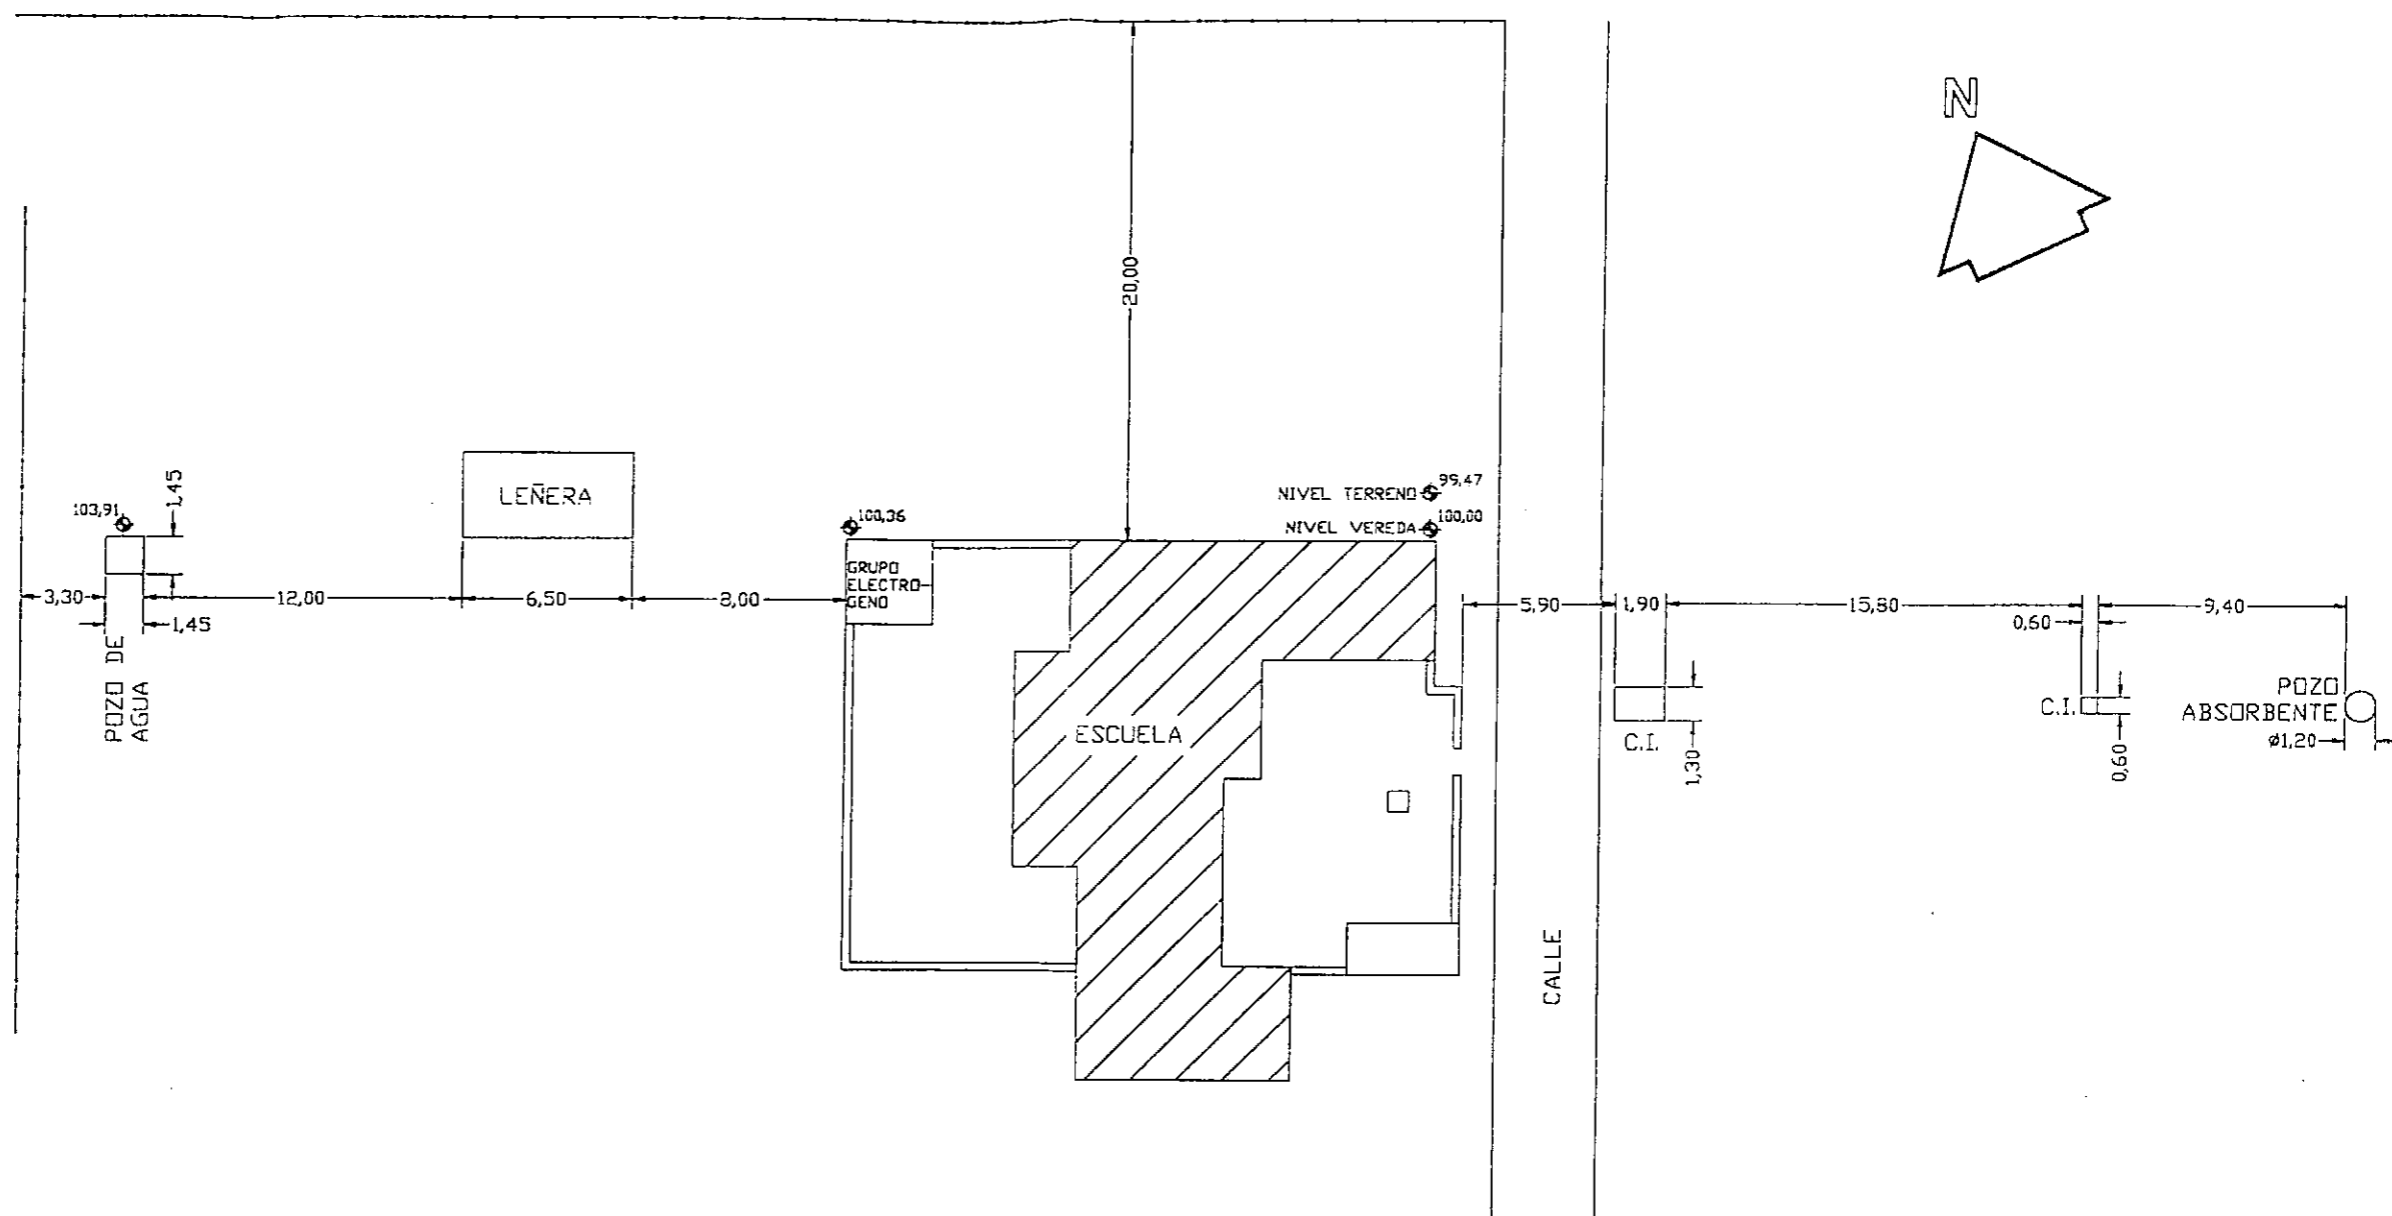 N
20,00
1,45
103,91
LEÑERA
NIVEL TERRENO 99,47
NIVEL VEREDA 100,00
100,36
GRUPO
ELECTRO-
GENO
3,30
12,00
6,50
8,00
5,90
1,90
15,80
9,40
1,45
0,60
POZO DE
AGUA
ESCUELA
C.I.
1,30
C.I.
0,60
POZO
ABSORBENTE
ø1,20
CALLE